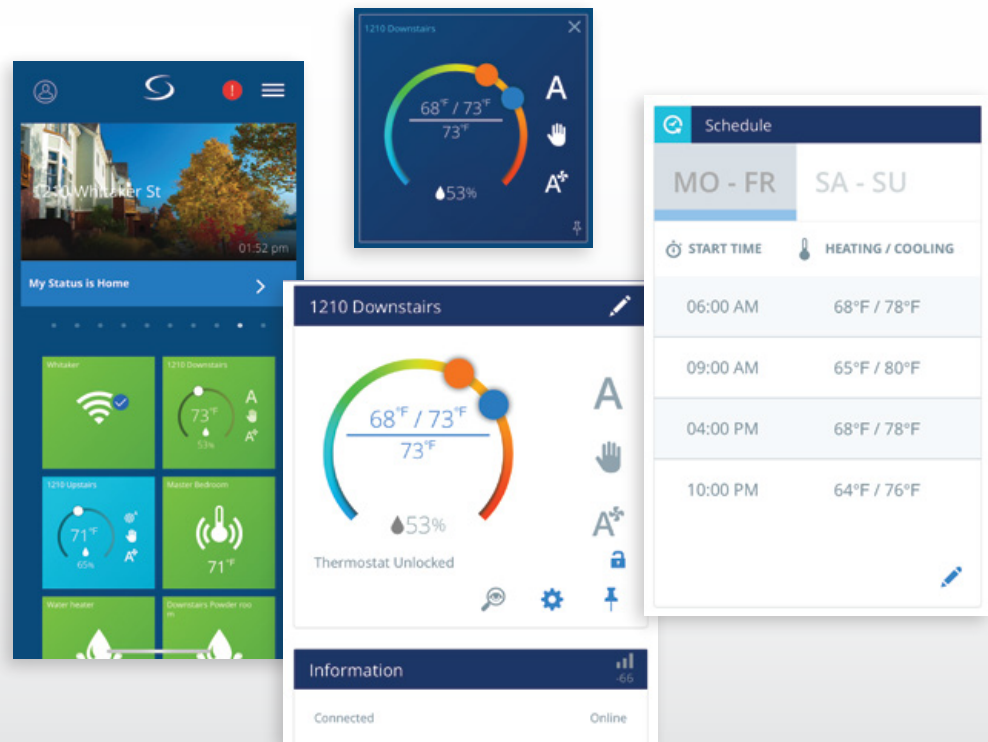 1210 Downstairs
68°F / 73°F
73°F
A
53%
A
!
1210 Whitaker St
01:52 pm
My Status is Home
Whitaker
1210 Downstairs
73°F
53%
A
A
1210 Upstairs
71°F
65%
A
A
Master Bedroom
71°F
Water heater
Downstairs Powder roo
m
1210 Downstairs
68°F / 73°F
73°F
A
53%
A
Thermostat Unlocked
Information
-66
Connected
Online
Schedule
MO - FR
SA - SU
START TIME
HEATING / COOLING
06:00 AM
68°F / 78°F
09:00 AM
65°F / 80°F
04:00 PM
68°F / 78°F
10:00 PM
64°F / 76°F